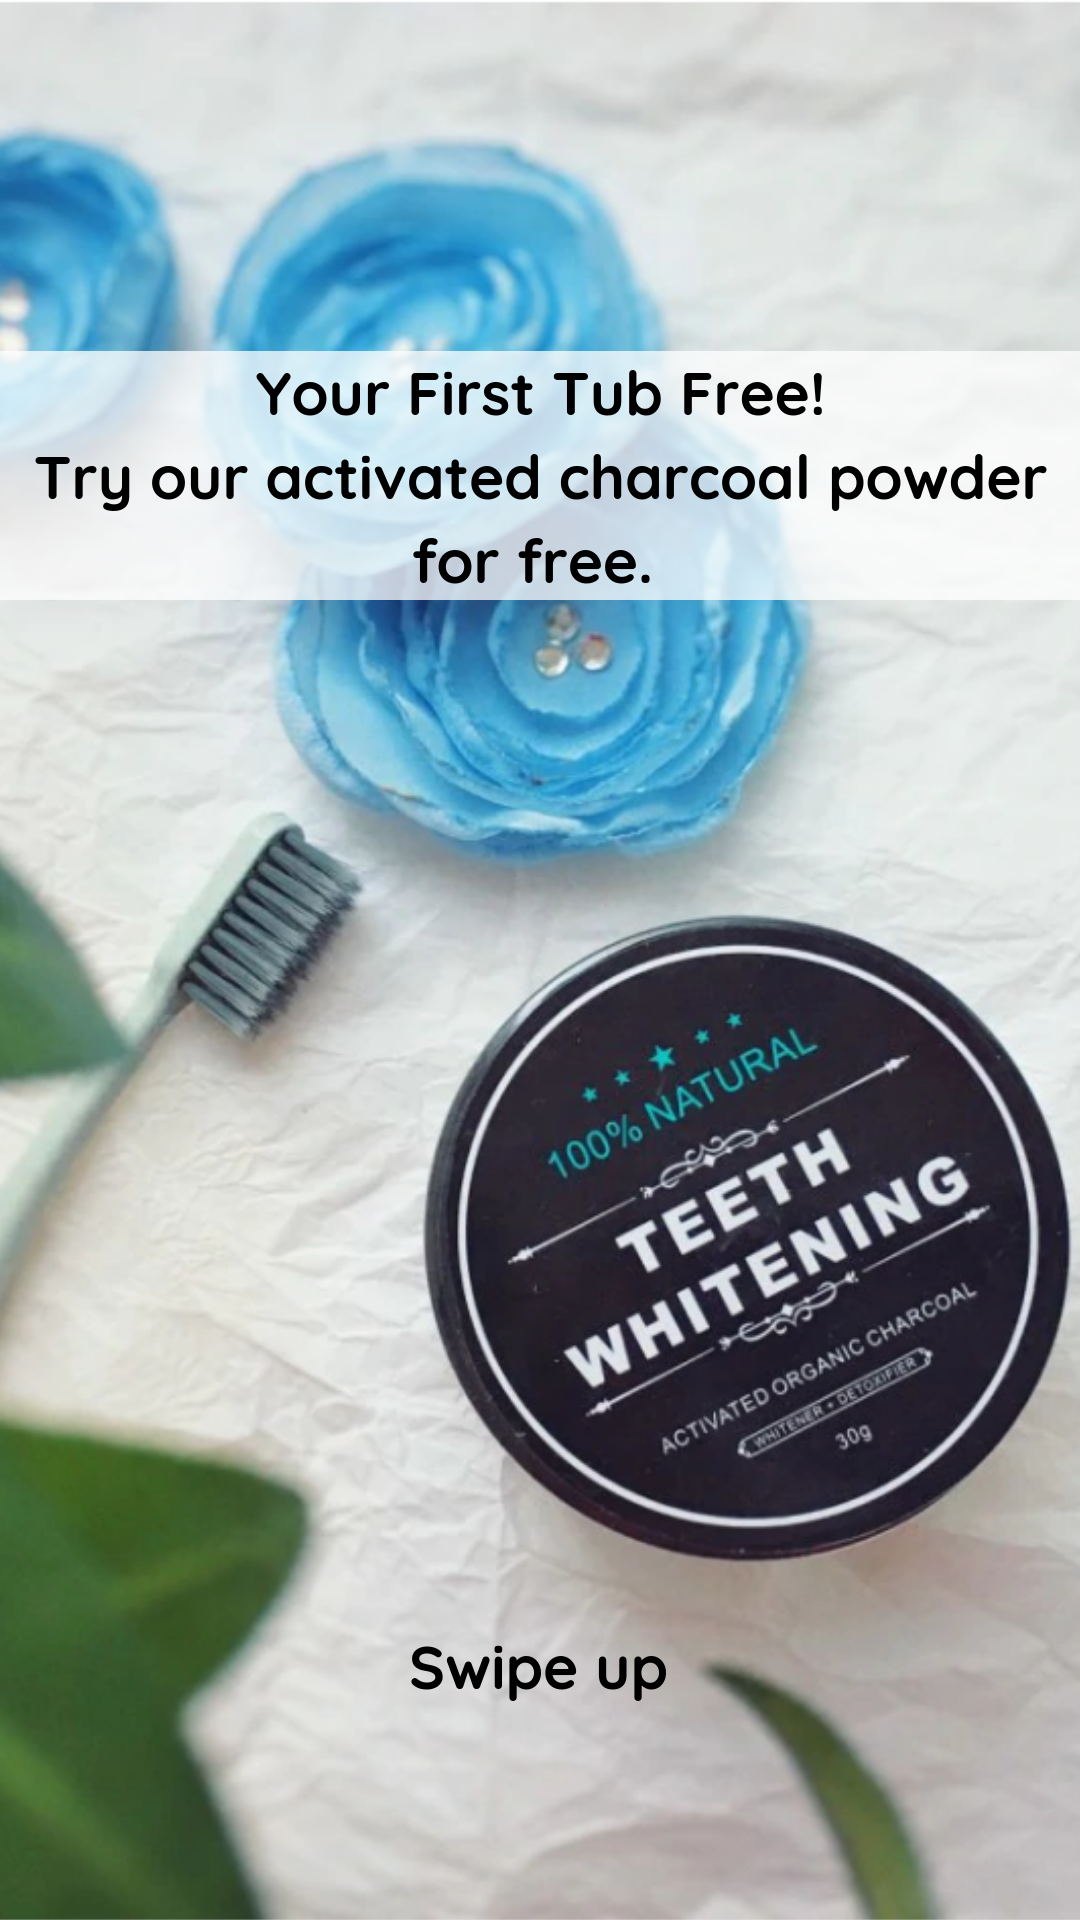 Your First Tub Free!
Try our activated charcoal powder
for free.
100% NATURAL
TEETH
WHITENING
ACTIVATED ORGANIC CHARCOAL
WHITENER + DETOXIFIER
30g
Swipe up